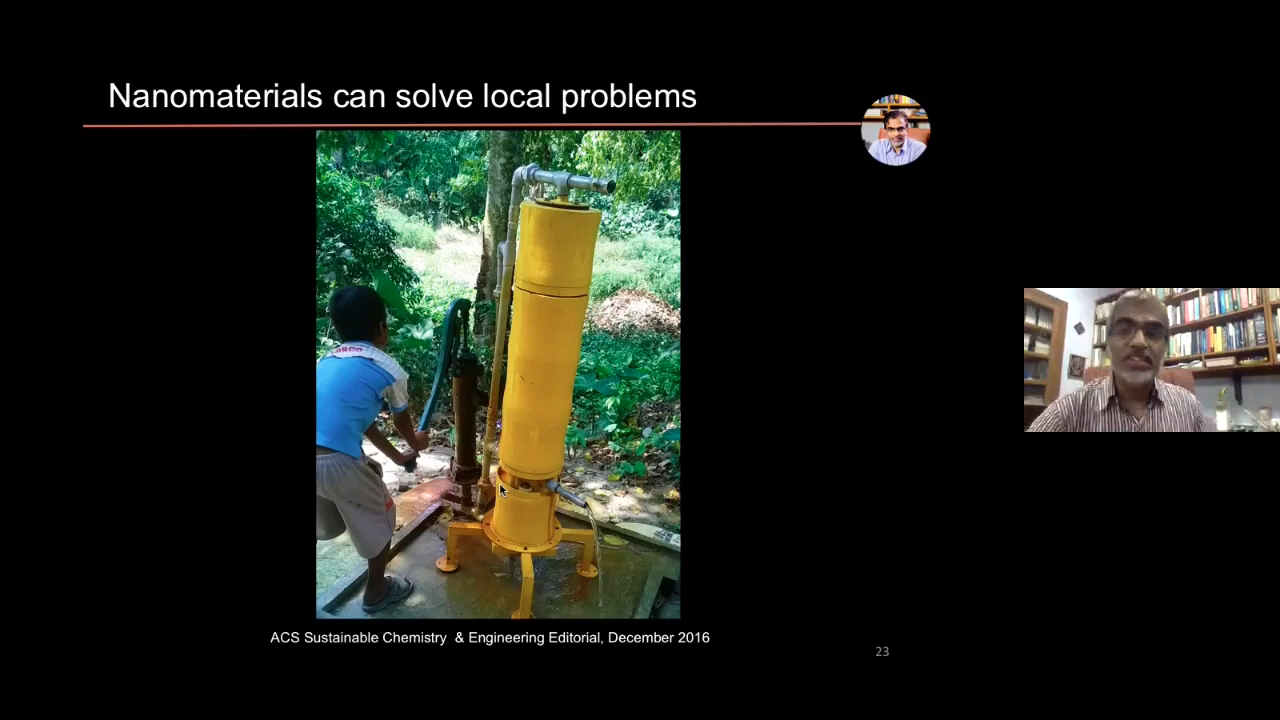 Nanomaterials can solve local problems
ACS Sustainable Chemistry & Engineering Editorial, December 2016
23